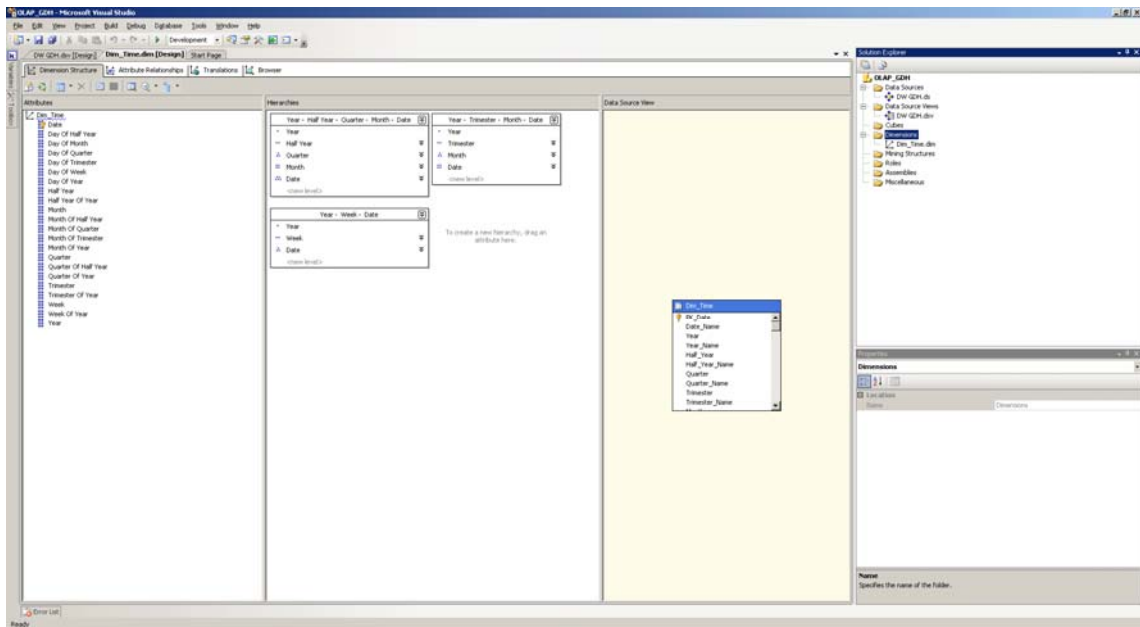 OLAP_GDH - Microsoft Visual Studio
File Edit View Project Build Debug Database Tools Window Help
Development
DW GDH.dsv [Design] Dim_Time.dim [Design] Start Page
Dimension Structure Attribute Relationships Translations Browser
Attributes
Dim_Time
Date
Day Of Half Year
Day Of Month
Day Of Quarter
Day Of Trimester
Day Of Week
Day Of Year
Half Year
Half Year Of Year
Month
Month Of Half Year
Month Of Quarter
Month Of Trimester
Month Of Year
Quarter
Quarter Of Half Year
Quarter Of Year
Trimester
Trimester Of Year
Week
Week Of Year
Year
Hierarchies
Year - Half Year - Quarter - Month - Date
Year
Half Year
Quarter
Month
Date
<new level>
Year - Trimester - Month - Date
Year
Trimester
Month
Date
<new level>
Year - Week - Date
Year
Week
Date
<new level>
To create a new hierarchy, drag an
attribute here.
Data Source View
Dim_Time
PK_Date
Date_Name
Year
Year_Name
Half_Year
Half_Year_Name
Quarter
Quarter_Name
Trimester
Trimester_Name
Solution Explorer
OLAP_GDH
Data Sources
DW GDH.ds
Data Source Views
DW GDH.dsv
Cubes
Dimensions
Dim_Time.dim
Mining Structures
Roles
Assemblies
Miscellaneous
Properties
Dimensions
Location
Name Dimensions
Name
Specifies the name of the folder.
Error List
Ready